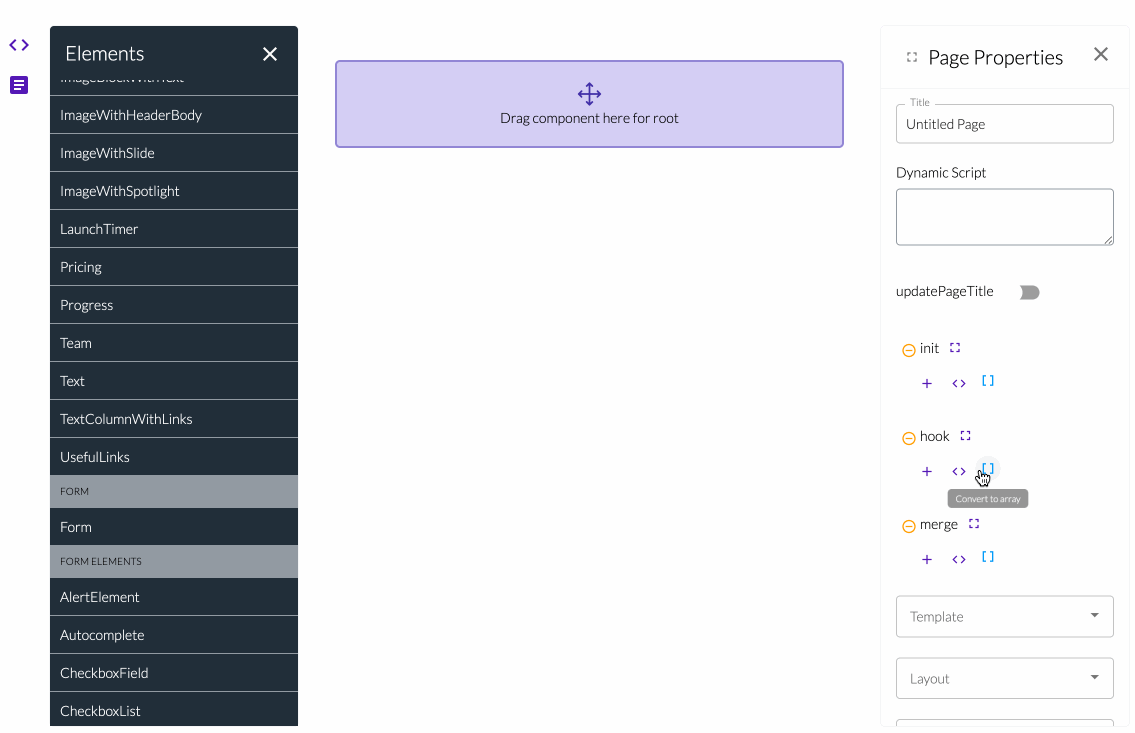 Elements
ImageBlockWithText
ImageWithHeaderBody
ImageWithSlide
ImageWithSpotlight
LaunchTimer
Pricing
Progress
Team
Text
TextColumnWithLinks
UsefulLinks
FORM
Form
FORM ELEMENTS
AlertElement
Autocomplete
CheckboxField
CheckboxList
Drag component here for root
Page Properties
Title
Untitled Page
Dynamic Script
updatePageTitle
init
hook
Convert to array
merge
Template
Layout